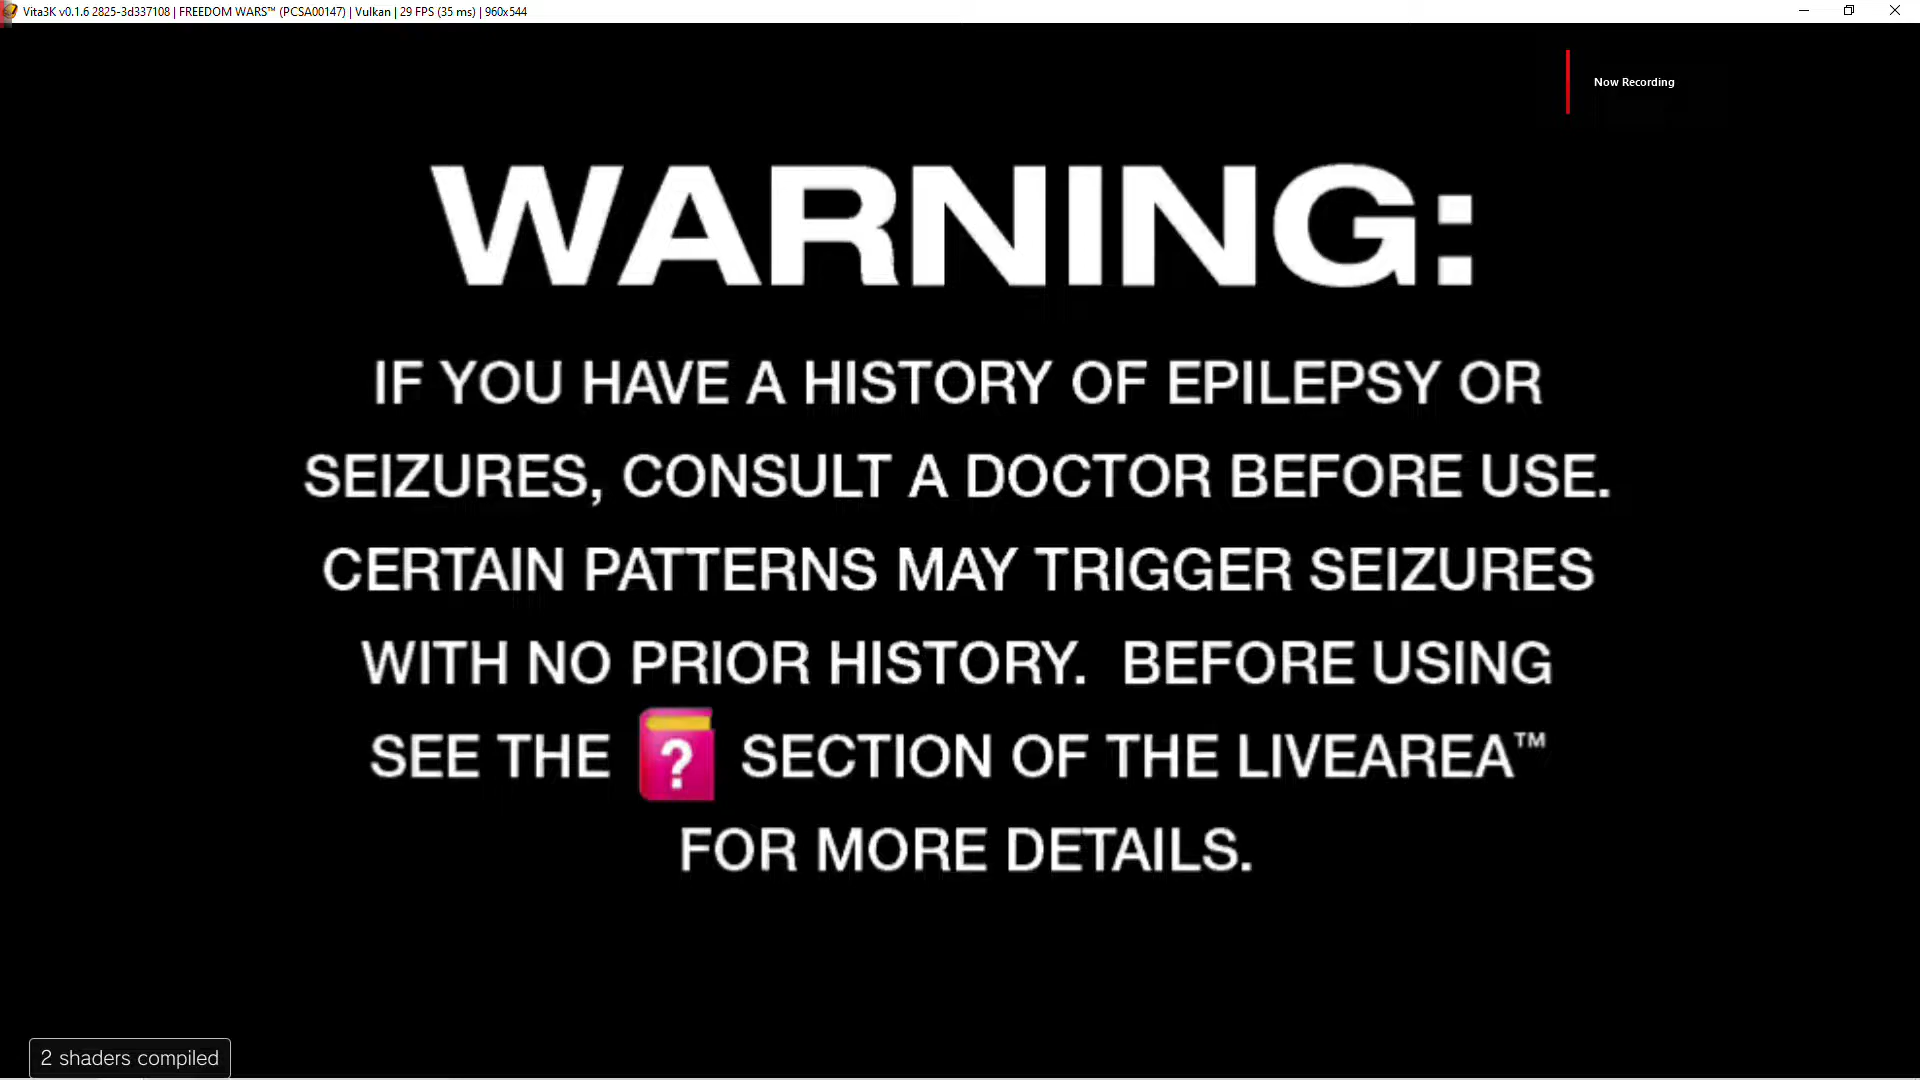 Vita3K v0.1.6 2825-3d337108 | FREEDOM WARS™ (PCSA00147) | Vulkan | 29 FPS (35 ms) | 960x544
Now Recording
WARNING:
IF YOU HAVE A HISTORY OF EPILEPSY OR
SEIZURES, CONSULT A DOCTOR BEFORE USE.
CERTAIN PATTERNS MAY TRIGGER SEIZURES
WITH NO PRIOR HISTORY. BEFORE USING
SEE THE ? SECTION OF THE LIVEAREA™
FOR MORE DETAILS.
2 shaders compiled